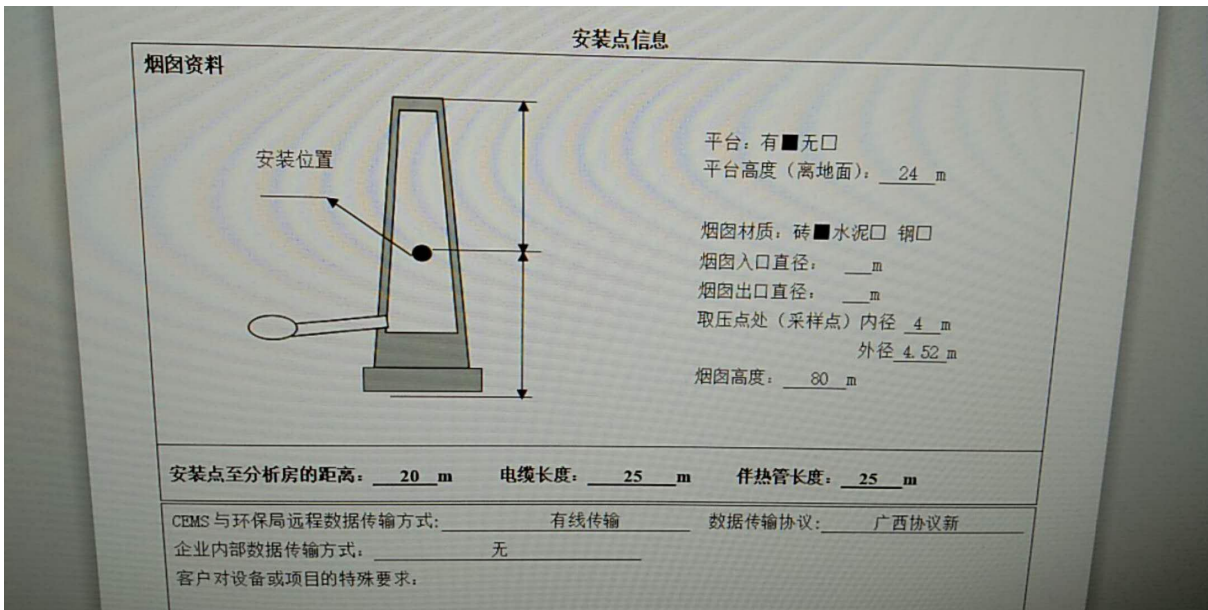 安装点信息
烟囱资料
安装位置
平台：有■无□
平台高度（离地面）：24 m
烟囱材质：砖■水泥□ 钢□
烟囱入口直径：___m
烟囱出口直径：___m
取压点处（采样点）内径 4 m
外径 4.52 m
烟囱高度：80 m
安装点至分析房的距离：20 m 电缆长度：25 m 伴热管长度：25 m
CEMS与环保局远程数据传输方式：有线传输 数据传输协议：广西协议新
企业内部数据传输方式：无
客户对设备或项目的特殊要求：